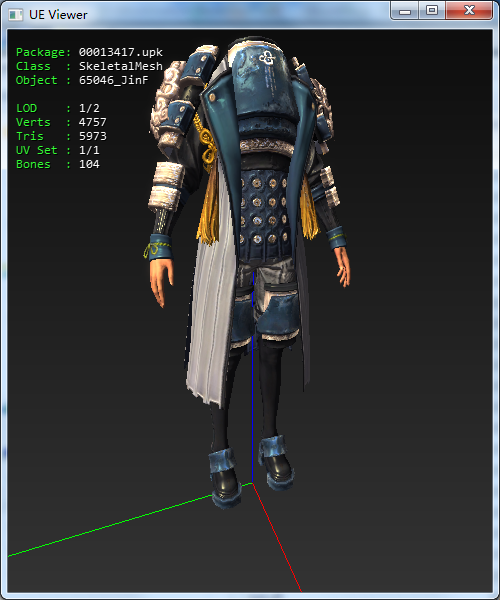 UE Viewer
Package: 00013417.upk
Class : SkeletalMesh
Object : 65046_JinF
LOD : 1/2
Verts : 4757
Tris : 5973
UV Set : 1/1
Bones : 104